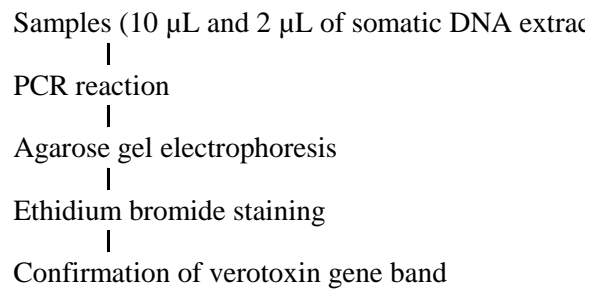 Samples (10 µL and 2 µL of somatic DNA extrac
PCR reaction
Agarose gel electrophoresis
Ethidium bromide staining
Confirmation of verotoxin gene band